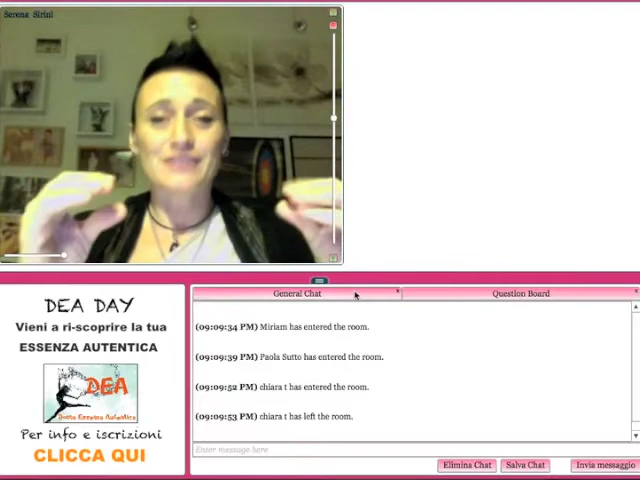 Serena Sirini
DEA DAY
Vieni a ri-scoprire la tua
ESSENZA AUTENTICA
DEA
Donna Essenza Autentica
Per info e iscrizioni
CLICCA QUI
General Chat
x
Question Board
x
(09:09:34 PM) Miriam has entered the room.
(09:09:39 PM) Paola Sutto has entered the room.
(09:09:52 PM) chiara t has entered the room.
(09:09:53 PM) chiara t has left the room.
Enter message here
Elimina Chat
Salva Chat
Invia messaggio